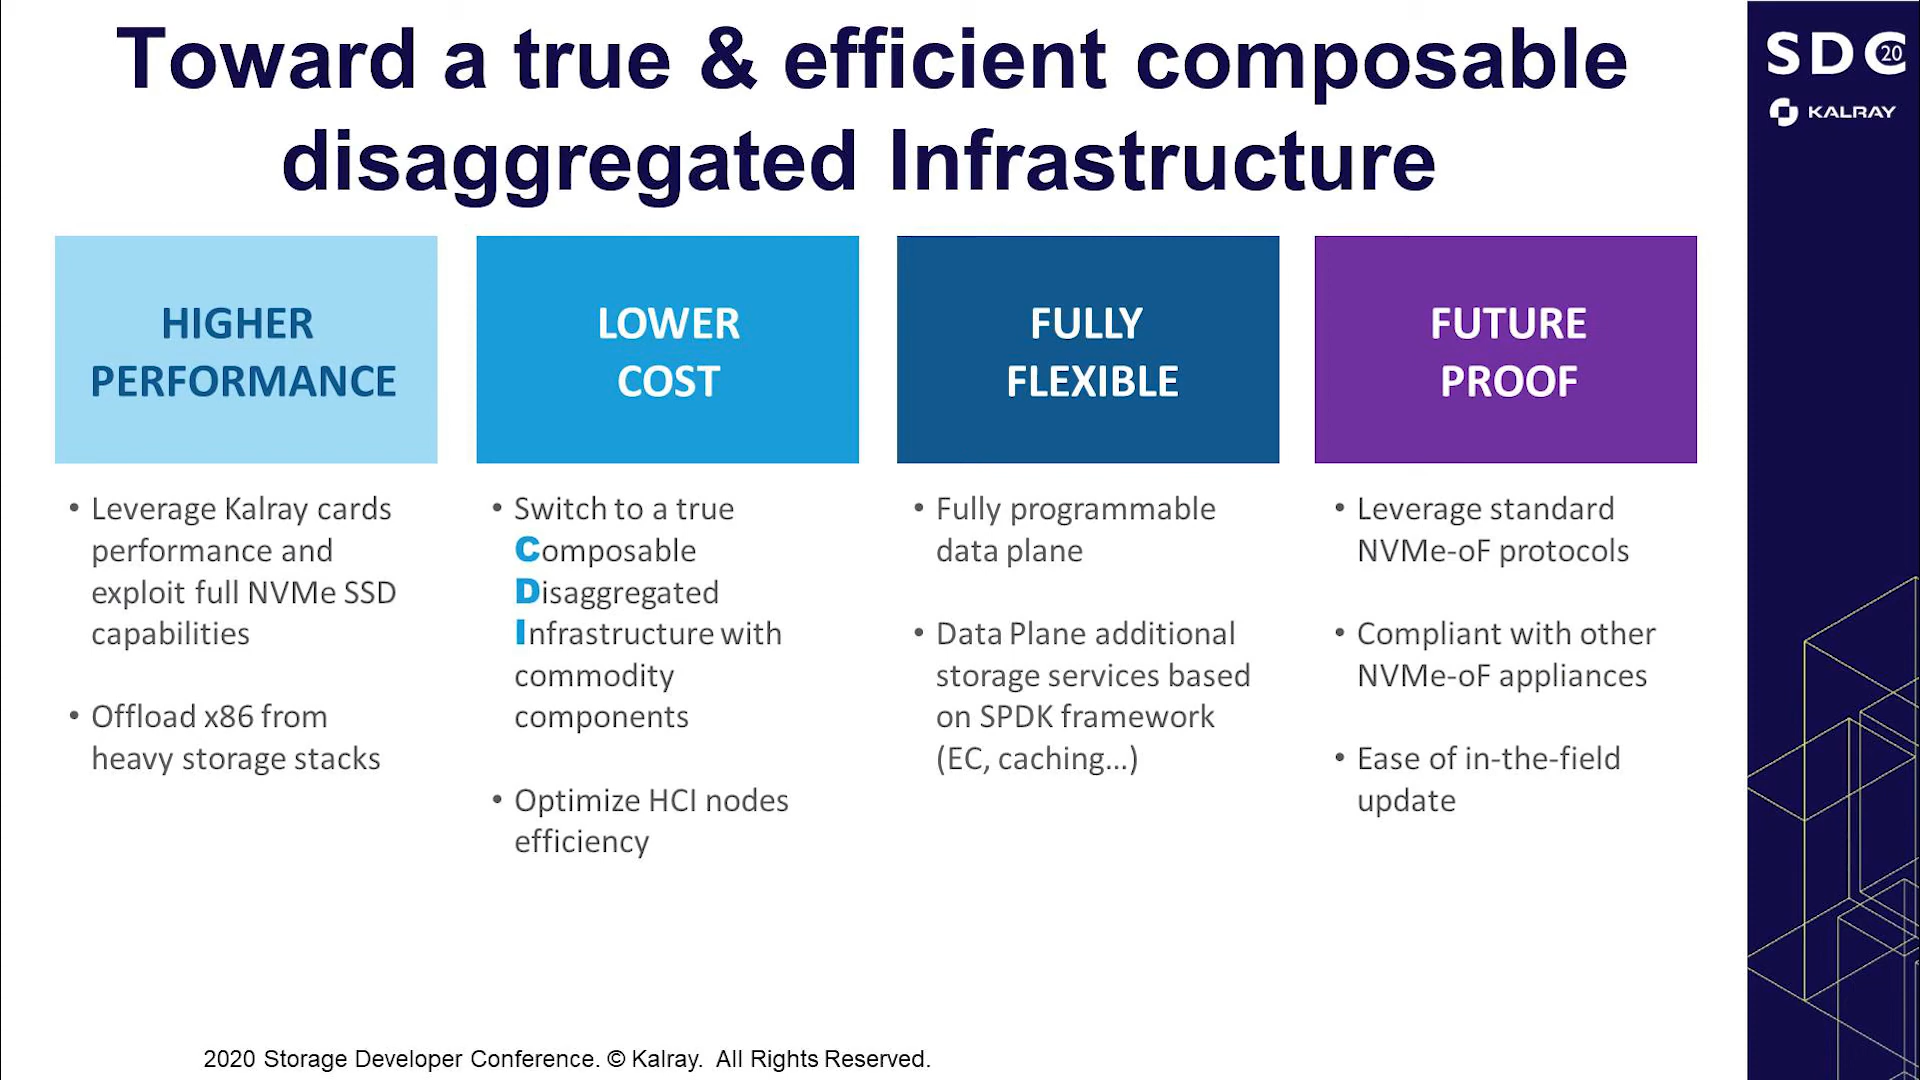 Toward a true & efficient composable
disaggregated Infrastructure
SDC 20
KALRAY
HIGHER
PERFORMANCE
• Leverage Kalray cards
performance and
exploit full NVMe SSD
capabilities
• Offload x86 from
heavy storage stacks
LOWER
COST
• Switch to a true
Composable
Disaggregated
Infrastructure with
commodity
components
• Optimize HCI nodes
efficiency
FULLY
FLEXIBLE
• Fully programmable
data plane
• Data Plane additional
storage services based
on SPDK framework
(EC, caching...)
FUTURE
PROOF
• Leverage standard
NVMe-oF protocols
• Compliant with other
NVMe-oF appliances
• Ease of in-the-field
update
2020 Storage Developer Conference. © Kalray.  All Rights Reserved.